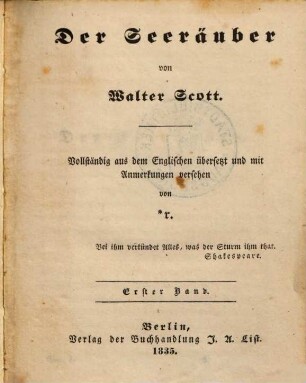 Der Seeräuber
von
Walter Scott.
Vollständig aus dem Englischen übersetzt und mit
Anmerkungen versehen
von
*r.
Bei ihm verkündet Alles, was der Sturm ihm that.
Shakespeare.
Erster Band.
Berlin,
Verlag der Buchhandlung J. A. List.
1835.